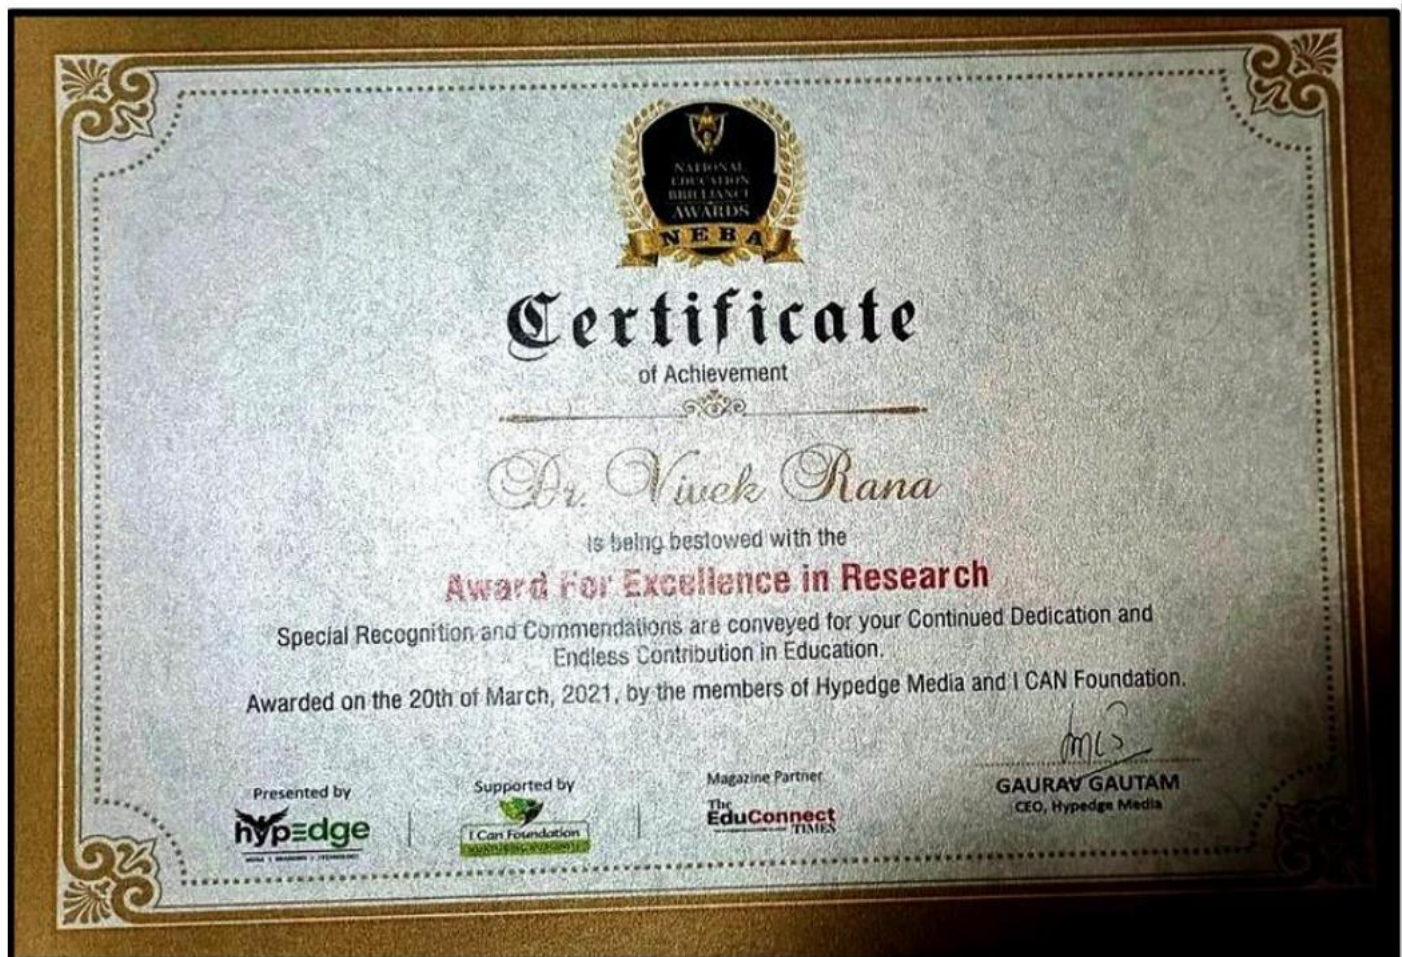 NATIONAL
EDUCATION
BRILLIANCE
AWARDS
NEBA
Certificate
of Achievement
Dr. Vivek Rana
is being bestowed with the
Award For Excellence in Research
Special Recognition and Commendations are conveyed for your Continued Dedication and
Endless Contribution in Education.
Awarded on the 20th of March, 2021, by the members of Hypedge Media and I CAN Foundation.
Presented by
hypedge
Supported by
I Can Foundation
Magazine Partner
The
EduConnect
TIMES
GAURAV GAUTAM
CEO, Hypedge Media